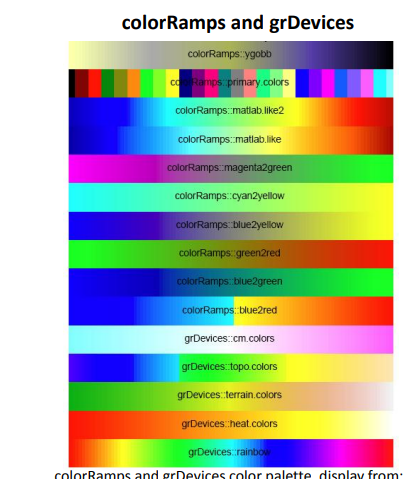 colorRamps and grDevices
colorRamps::ygobb
colorRamps::primary.colors
colorRamps::matlab.like2
colorRamps::matlab.like
colorRamps::magenta2green
colorRamps::cyan2yellow
colorRamps::blue2yellow
colorRamps::green2red
colorRamps::blue2green
colorRamps::blue2red
grDevices::cm.colors
grDevices::topo.colors
grDevices::terrain.colors
grDevices::heat.colors
grDevices::rainbow
colorRamps and grDevices color palette, display from: